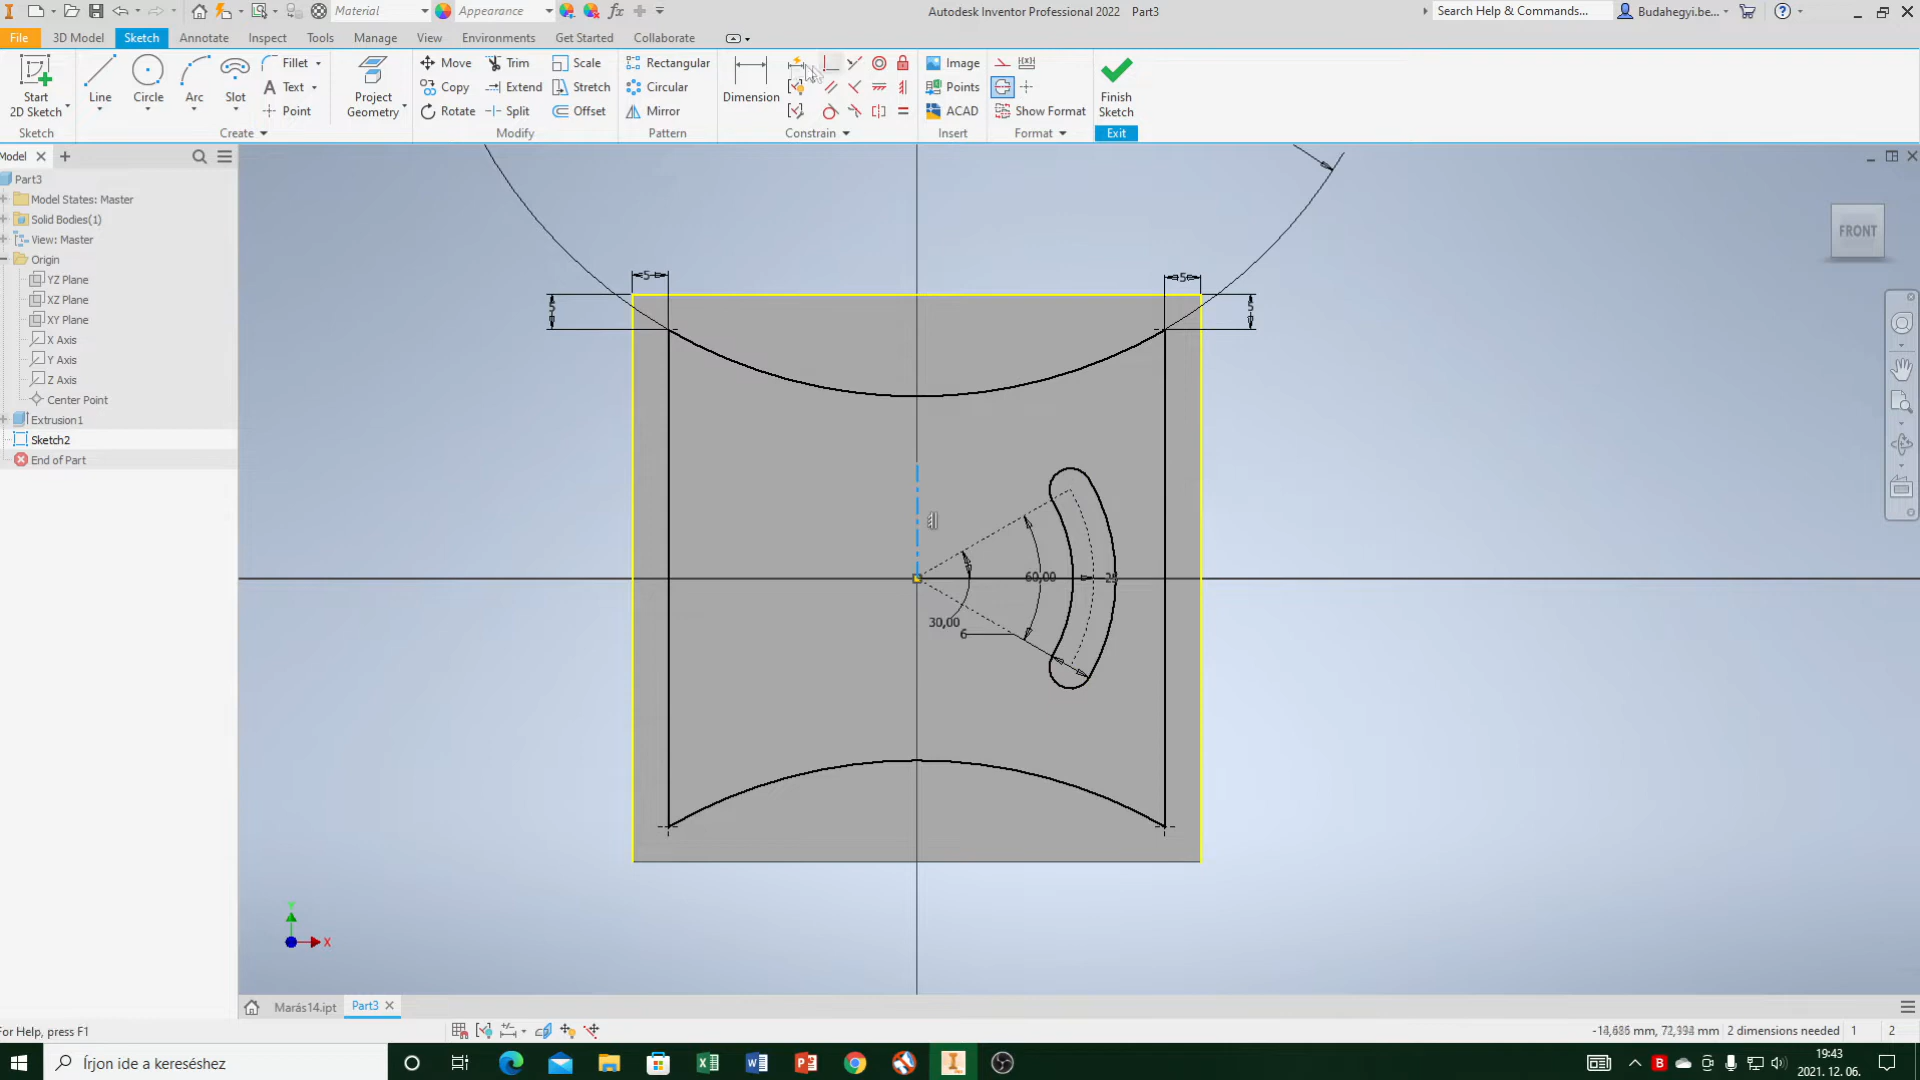 Material
Appearance
fx
Autodesk Inventor Professional 2022 Part3
Search Help & Commands...
Budahegyi.be...
File
3D Model
Sketch
Annotate
Inspect
Tools
Manage
View
Environments
Get Started
Collaborate
Start
2D Sketch
Line
Circle
Arc
Slot
Fillet
Text
Point
Project
Geometry
Move
Copy
Rotate
Trim
Extend
Split
Scale
Stretch
Offset
Rectangular
Circular
Mirror
Dimension
Image
Points
ACAD
Show Format
Finish
Sketch
Sketch
Create
Modify
Pattern
Constrain
Insert
Format
Exit
Model
Part3
Model States: Master
Solid Bodies(1)
View: Master
Origin
YZ Plane
XZ Plane
XY Plane
X Axis
Y Axis
Z Axis
Center Point
Extrusion1
Sketch2
End of Part
FRONT
5
5
5
5
60,00
30,00
6
Y
X
Marás14.ipt
Part3
For Help, press F1
2 dimensions needed
1
2
Írjon ide a kereséshez
19:43
2021. 12. 06.